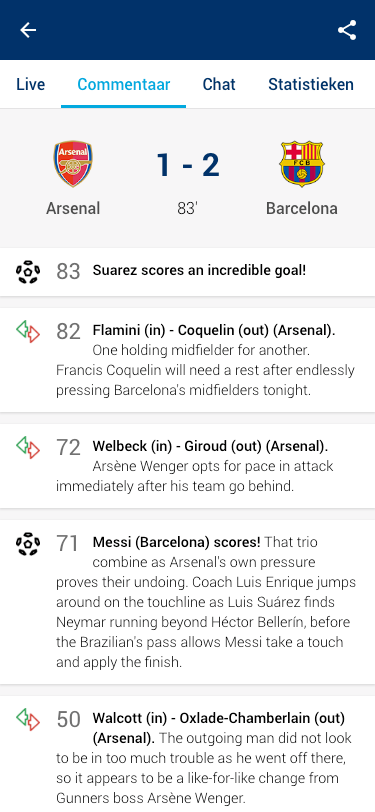 Live Commentaar Chat Statistieken
Arsenal
1 - 2
FCB
Arsenal 83' Barcelona
83 Suarez scores an incredible goal!
82 Flamini (in) - Coquelin (out) (Arsenal).
One holding midfielder for another.
Francis Coquelin will need a rest after endlessly
pressing Barcelona's midfielders tonight.
72 Welbeck (in) - Giroud (out) (Arsenal).
Arsène Wenger opts for pace in attack
immediately after his team go behind.
71 Messi (Barcelona) scores! That trio
combine as Arsenal's own pressure
proves their undoing. Coach Luis Enrique jumps
around on the touchline as Luis Suárez finds
Neymar running beyond Héctor Bellerín, before
the Brazilian's pass allows Messi take a touch
and apply the finish.
50 Walcott (in) - Oxlade-Chamberlain (out)
(Arsenal). The outgoing man did not look
to be in too much trouble as he went off there,
so it appears to be a like-for-like change from
Gunners boss Arsène Wenger.